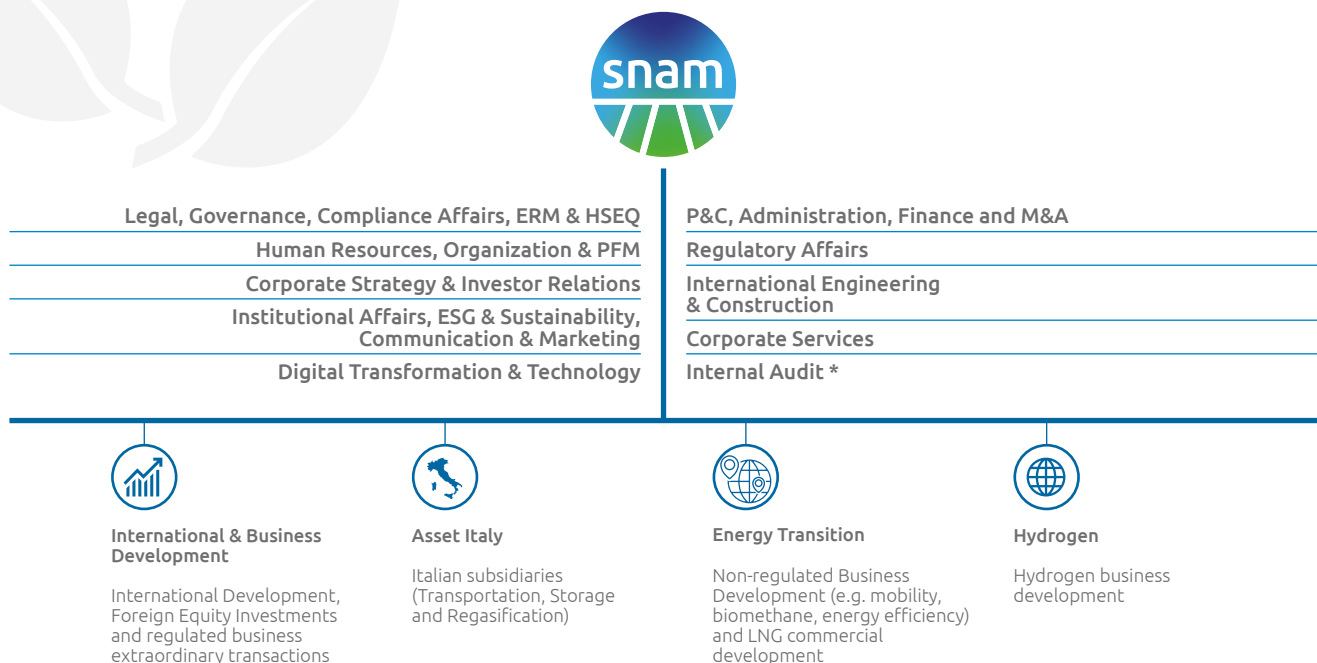 snam
Legal, Governance, Compliance Affairs, ERM & HSEQ
Human Resources, Organization & PFM
Corporate Strategy & Investor Relations
Institutional Affairs, ESG & Sustainability,
Communication & Marketing
Digital Transformation & Technology
P&C, Administration, Finance and M&A
Regulatory Affairs
International Engineering
& Construction
Corporate Services
Internal Audit *
International & Business
Development
International Development,
Foreign Equity Investments
and regulated business
extraordinary transactions
Asset Italy
Italian subsidiaries
(Transportation, Storage
and Regasification)
Energy Transition
Non-regulated Business
Development (e.g. mobility,
biomethane, energy efficiency)
and LNG commercial
development
Hydrogen
Hydrogen business
development